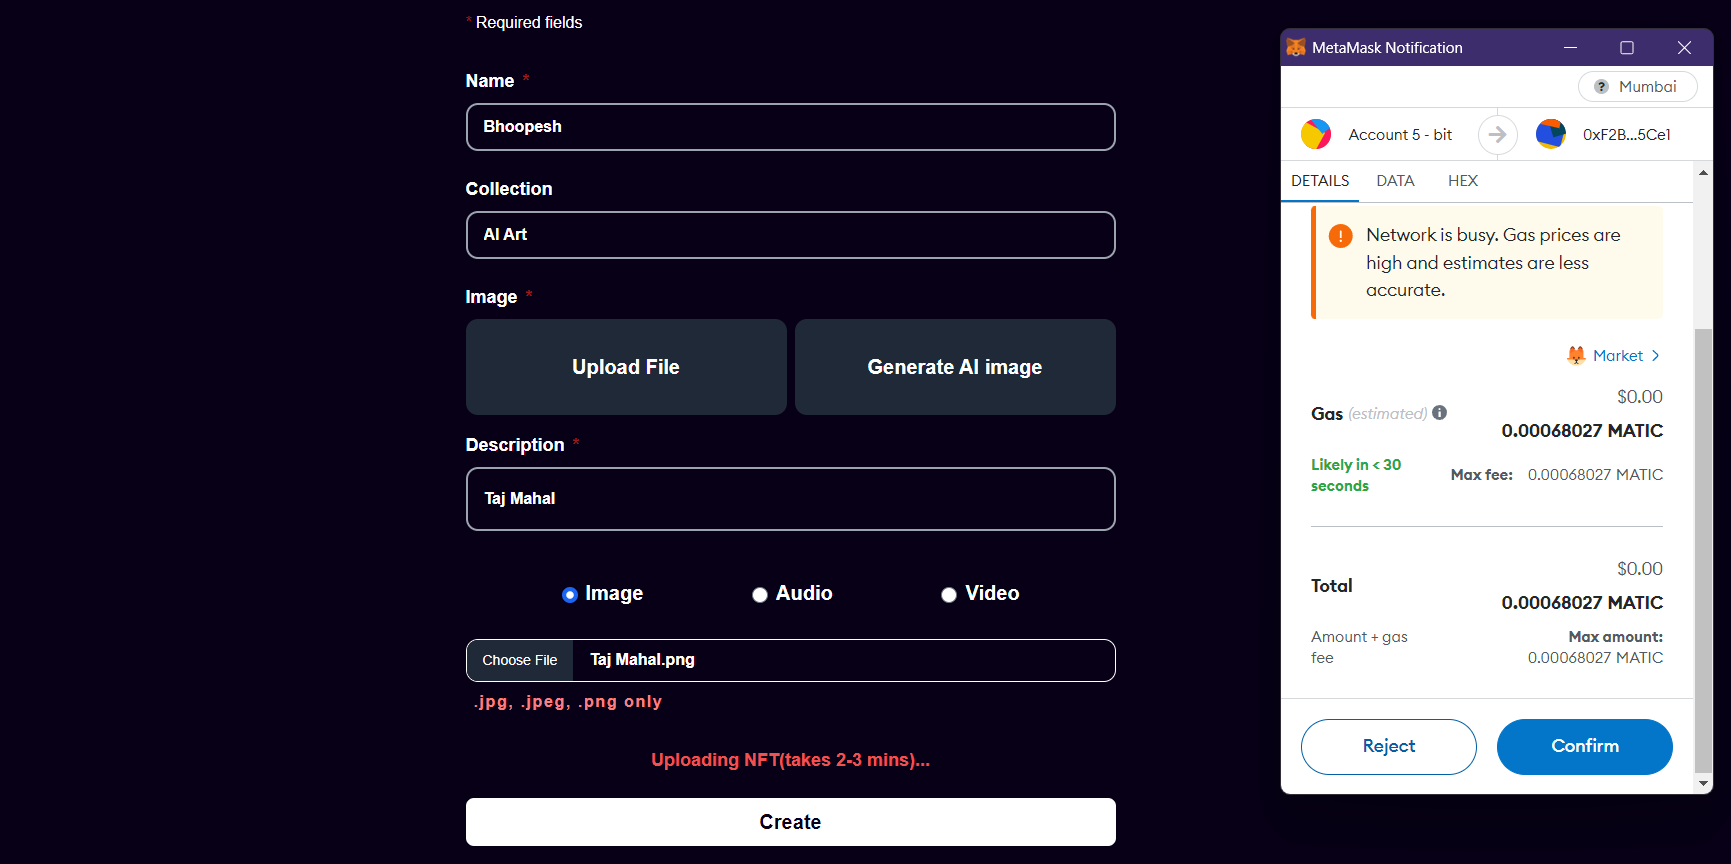 * Required fields
Name *
Bhoopesh
Collection
AI Art
Image *
Upload File
Generate AI image
Description *
Taj Mahal
Image
Audio
Video
Choose File
Taj Mahal.png
.jpg, .jpeg, .png only
Uploading NFT(takes 2-3 mins)...
Create
MetaMask Notification
? Mumbai
Account 5 - bit
0xF2B...5Ce1
DETAILS
DATA
HEX
Network is busy. Gas prices are
high and estimates are less
accurate.
Market
$0.00
Gas (estimated)
0.00068027 MATIC
Likely in < 30
seconds
Max fee: 0.00068027 MATIC
$0.00
Total
0.00068027 MATIC
Amount + gas
fee
Max amount:
0.00068027 MATIC
Reject
Confirm